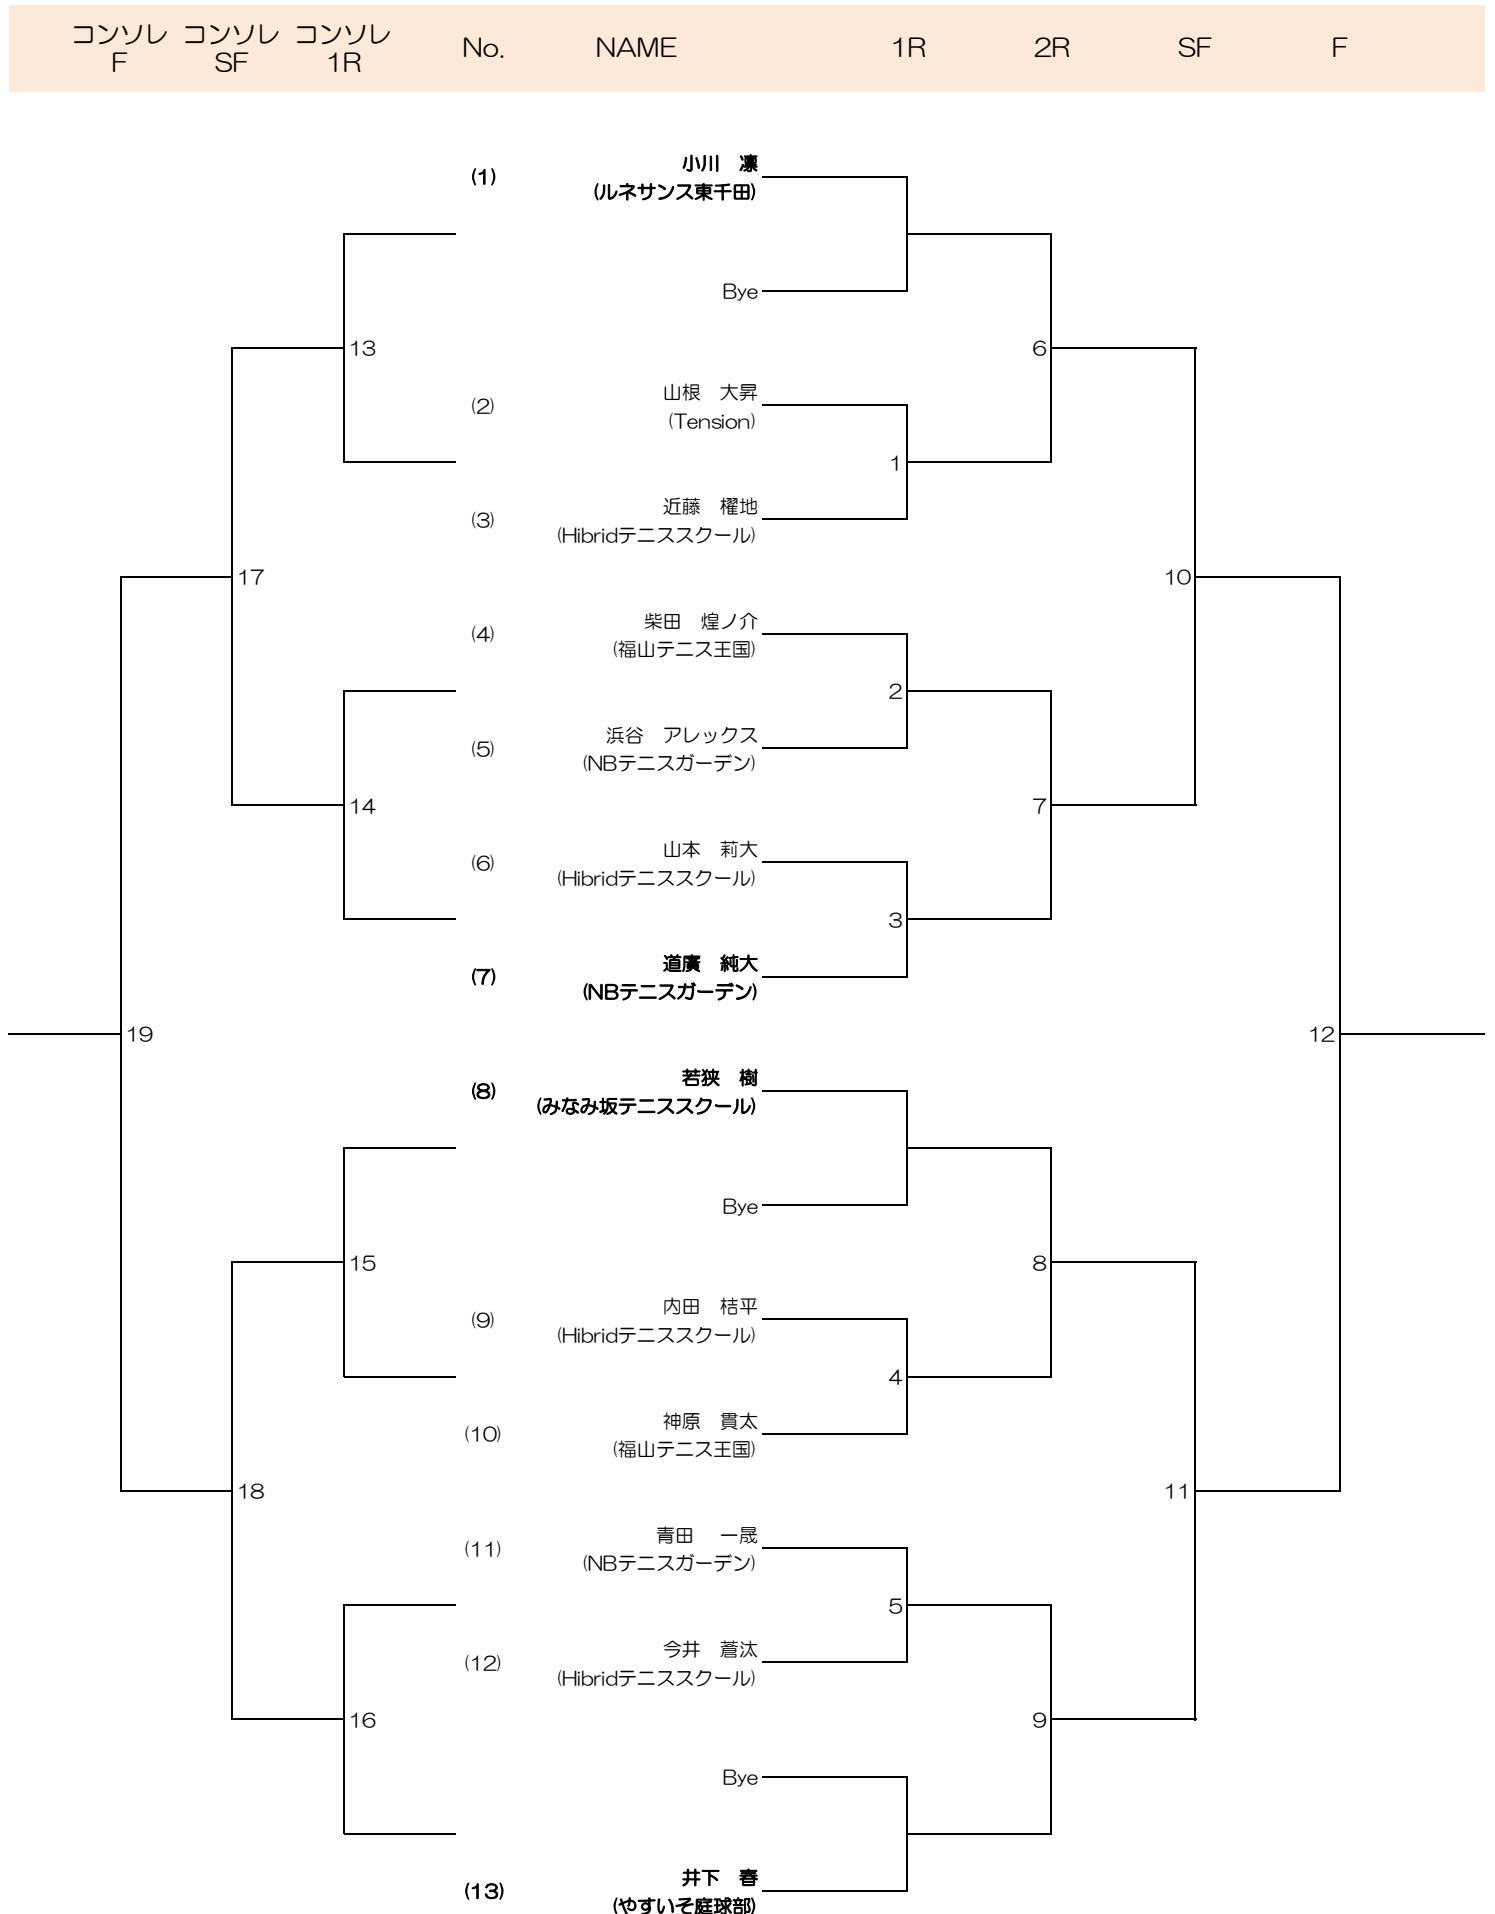 コンソレ コンソレ コンソレ No. NAME 1R 2R SF F
F SF 1R
小川 凛
(1)
(ルネサンス東千田)
Bye
13 6
山根 大昇
(2)
(Tension)
1
近藤 櫂地
(3)
(Hibridテニススクール)
17 10
柴田 煌ノ介
(4)
(福山テニス王国)
2
浜谷 アレックス
(5)
(NBテニスガーデン)
14 7
山本 莉大
(6)
(Hibridテニススクール)
3
道廣 純大
(7)
(NBテニスガーデン)
19 12
若狭 樹
(8)
(みなみ坂テニススクール)
Bye
15 8
内田 桔平
(9)
(Hibridテニススクール)
4
神原 貫太
(10)
(福山テニス王国)
18 11
青田 一晟
(11)
(NBテニスガーデン)
5
今井 蒼汰
(12)
(Hibridテニススクール)
16 9
Bye
井下 春
(13)
(やすいそ庭球部)